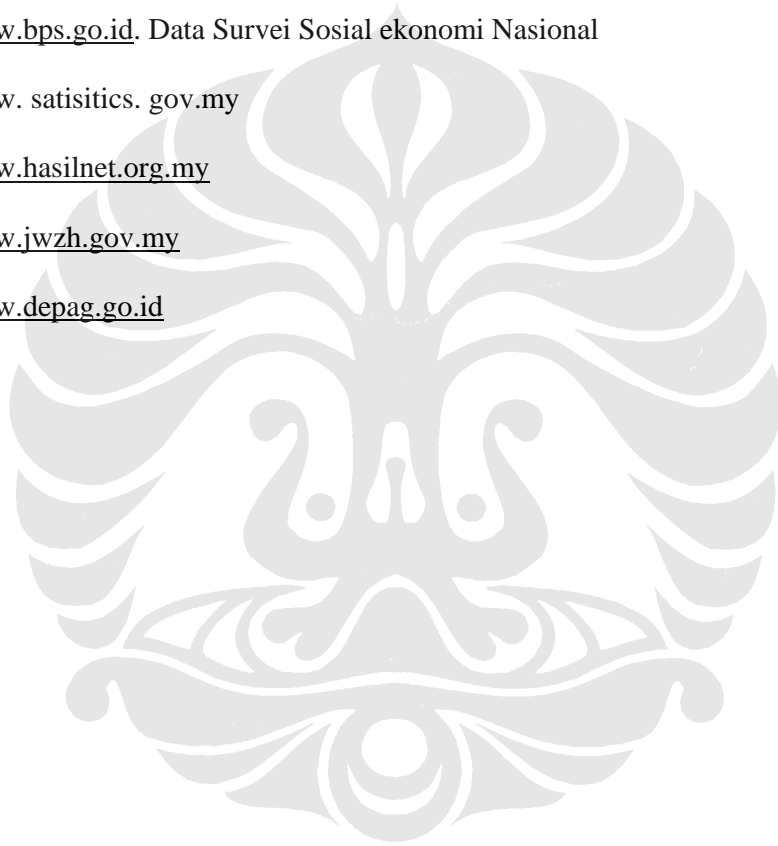 w.bps.go.id. Data Survei Sosial ekonomi Nasional
w. satisitics. gov.my
w.hasilnet.org.my
w.jwzh.gov.my
w.depag.go.id